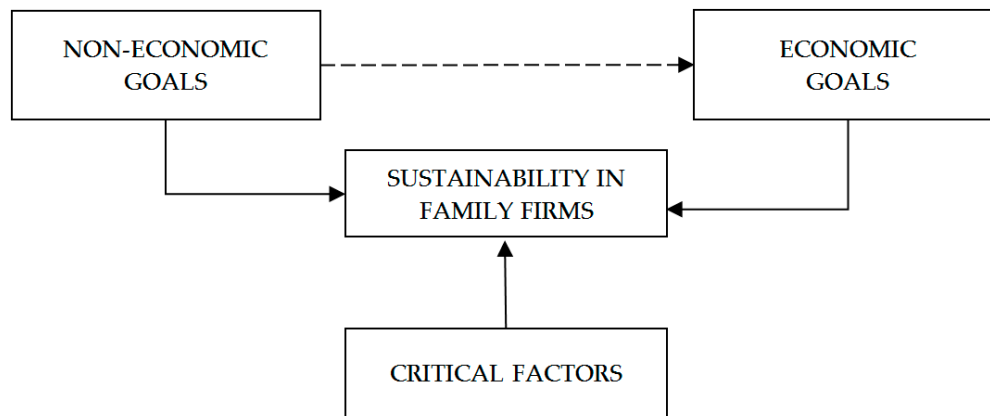 NON-ECONOMIC
GOALS
ECONOMIC
GOALS
SUSTAINABILITY IN
FAMILY FIRMS
CRITICAL FACTORS